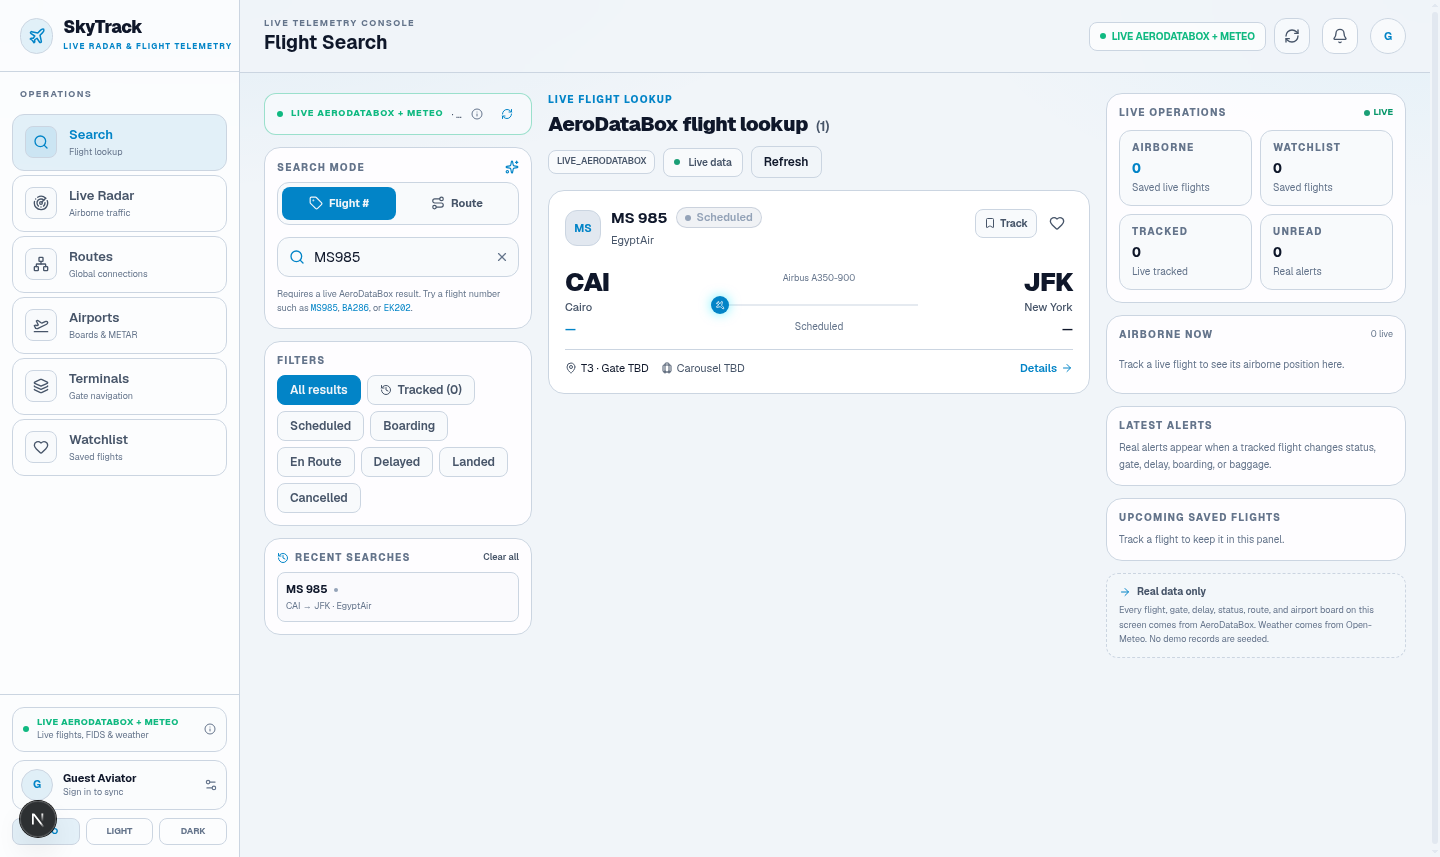 SkyTrack
LIVE RADAR & FLIGHT TELEMETRY
OPERATIONS
Search
Flight lookup
Live Radar
Airborne traffic
Routes
Global connections
Airports
Boards & METAR
Terminals
Gate navigation
Watchlist
Saved flights
LIVE AERODATABOX + METEO
Live flights, FIDS & weather
G
Guest Aviator
Sign in to sync
N
LIGHT
DARK
LIVE TELEMETRY CONSOLE
Flight Search
LIVE AERODATABOX + METEO
G
LIVE AERODATABOX + METEO · ...
SEARCH MODE
Flight #
Route
MS985
Requires a live AeroDataBox result. Try a flight number
such as MS985, BA286, or EK202.
FILTERS
All results
Tracked (0)
Scheduled
Boarding
En Route
Delayed
Landed
Cancelled
RECENT SEARCHES
Clear all
MS 985
CAI → JFK · EgyptAir
LIVE FLIGHT LOOKUP
AeroDataBox flight lookup (1)
LIVE_AERODATABOX
Live data
Refresh
MS
MS 985
Scheduled
EgyptAir
Track
CAI
Airbus A350-900
JFK
Cairo
New York
—
Scheduled
—
T3 · Gate TBD
Carousel TBD
Details →
LIVE OPERATIONS
LIVE
AIRBORNE
0
Saved live flights
WATCHLIST
0
Saved flights
TRACKED
0
Live tracked
UNREAD
0
Real alerts
AIRBORNE NOW
0 live
Track a live flight to see its airborne position here.
LATEST ALERTS
Real alerts appear when a tracked flight changes status,
gate, delay, boarding, or baggage.
UPCOMING SAVED FLIGHTS
Track a flight to keep it in this panel.
→ Real data only
Every flight, gate, delay, status, route, and airport board on this
screen comes from AeroDataBox. Weather comes from Open-
Meteo. No demo records are seeded.